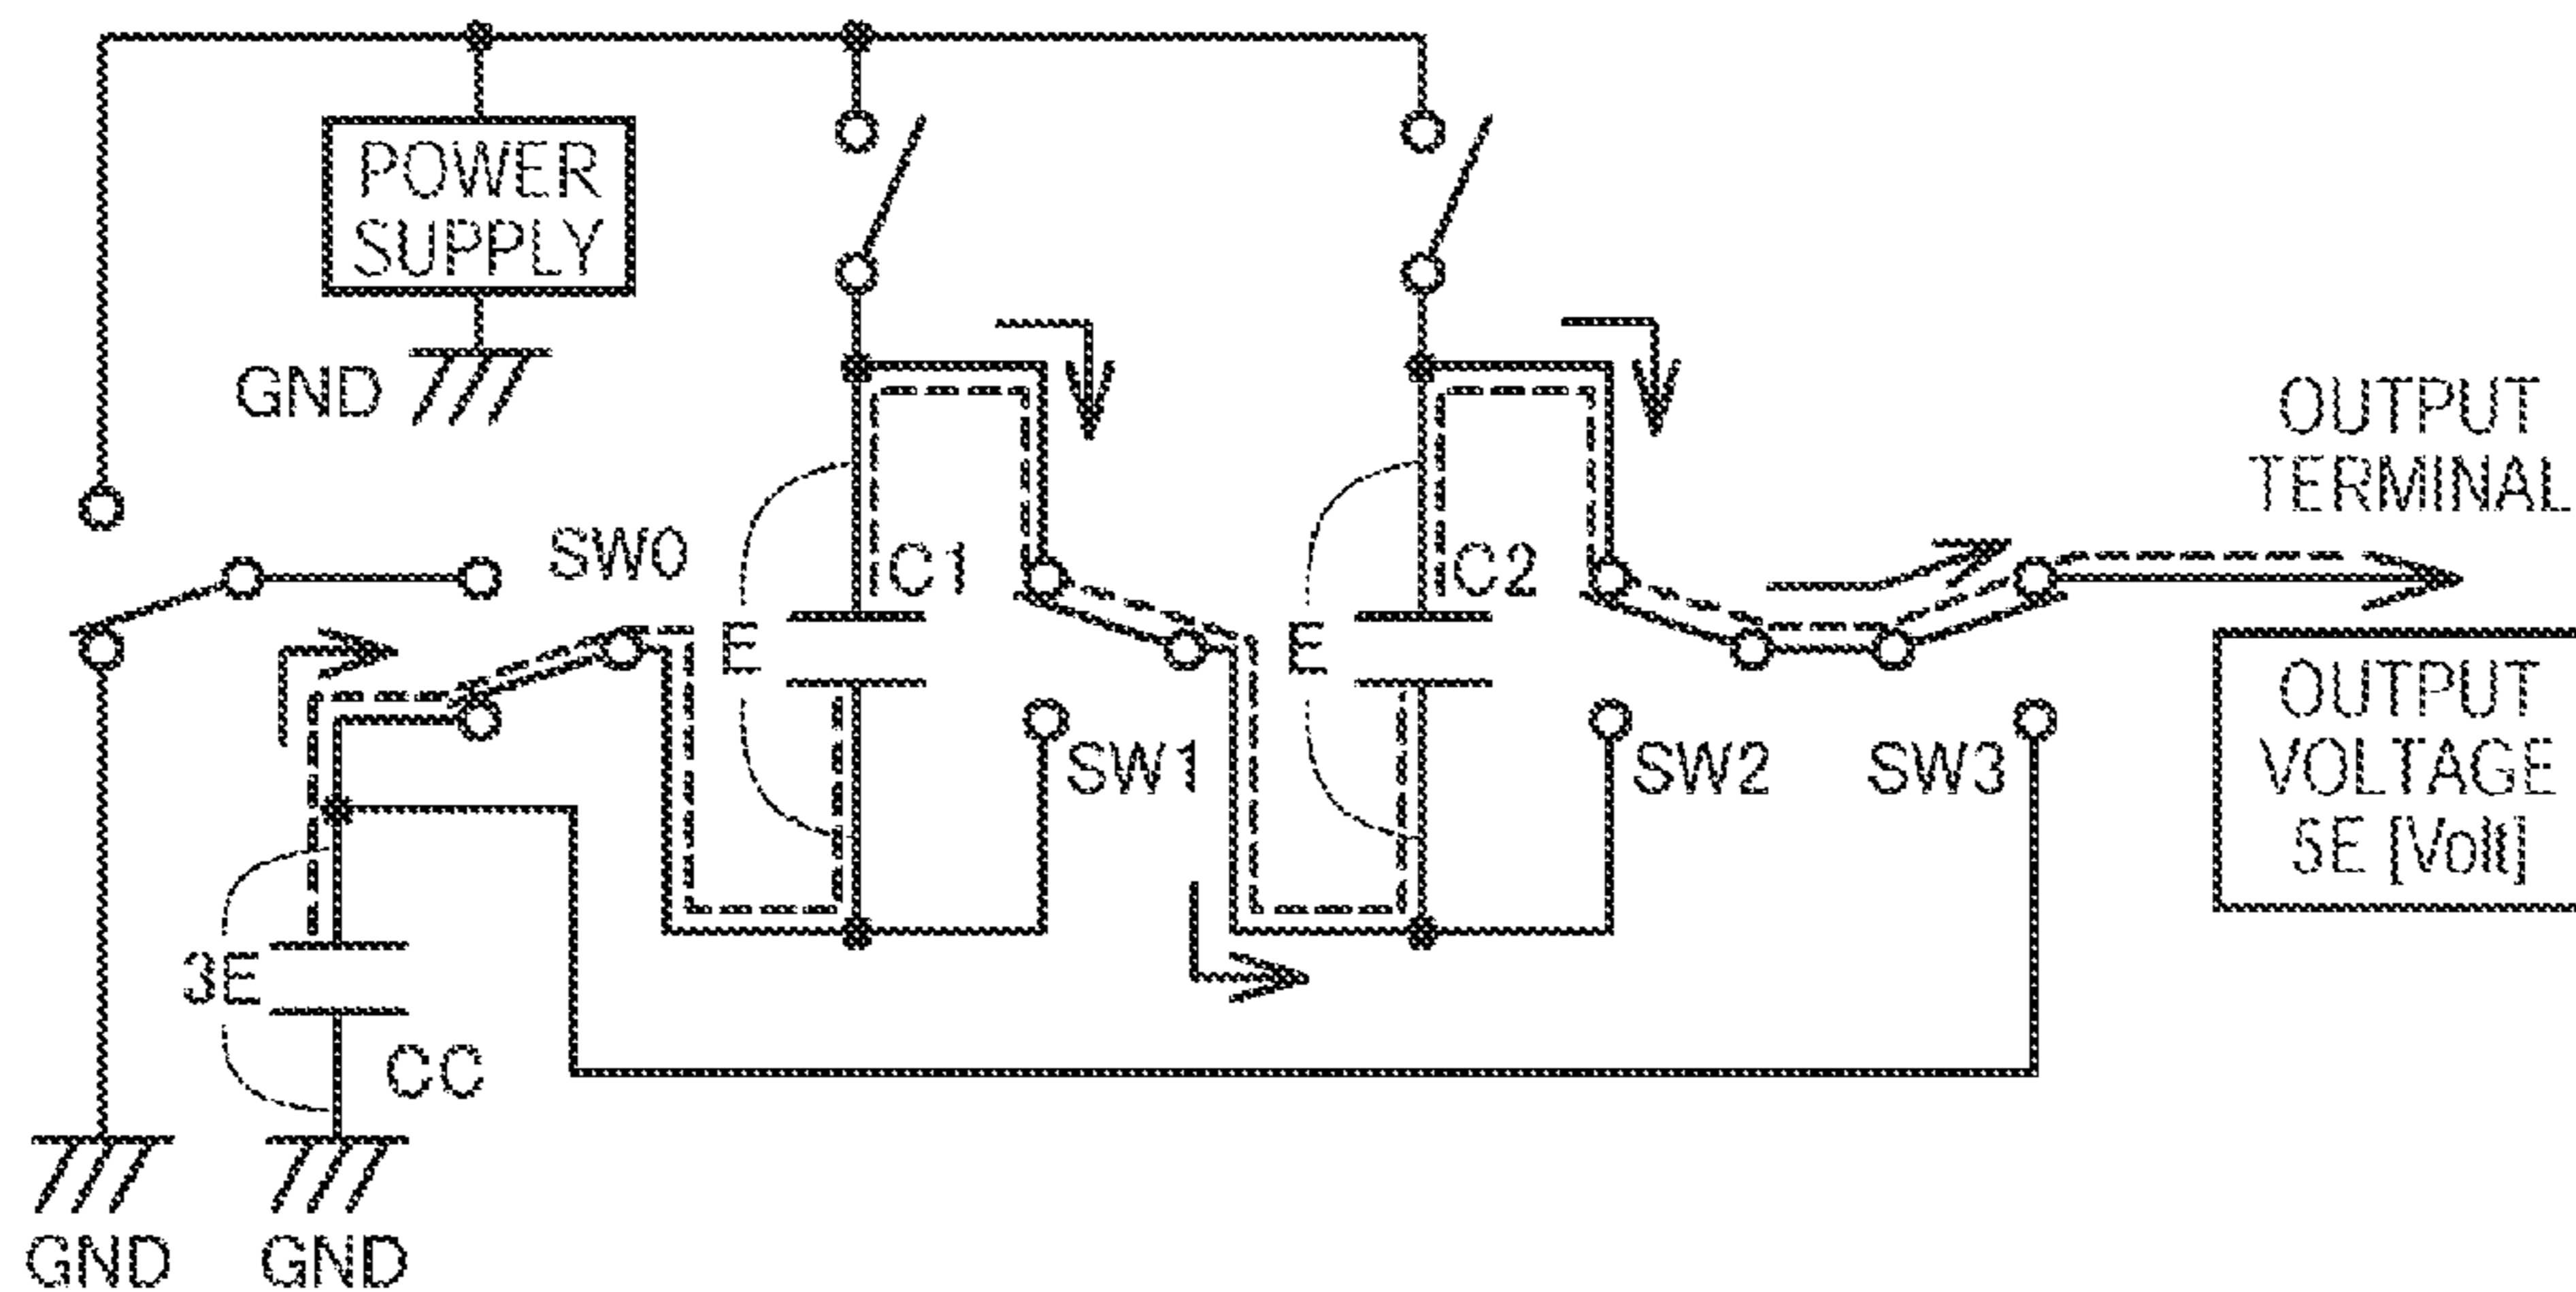 POWER
SUPPLY
GND
OUTPUT
TERMINAL
SW0
C1
C2
E
E
OUTPUT
VOLTAGE
5E [Volt]
SW1
SW2
SW3
3E
CC
GND
GND